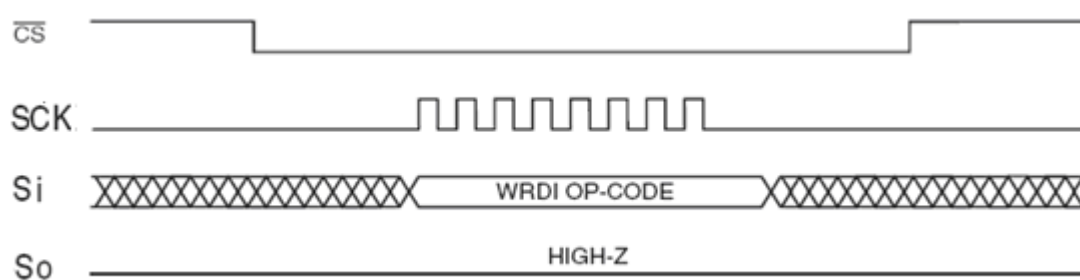 CS
SCK
Si
WRDI OP-CODE
HIGH-Z
So